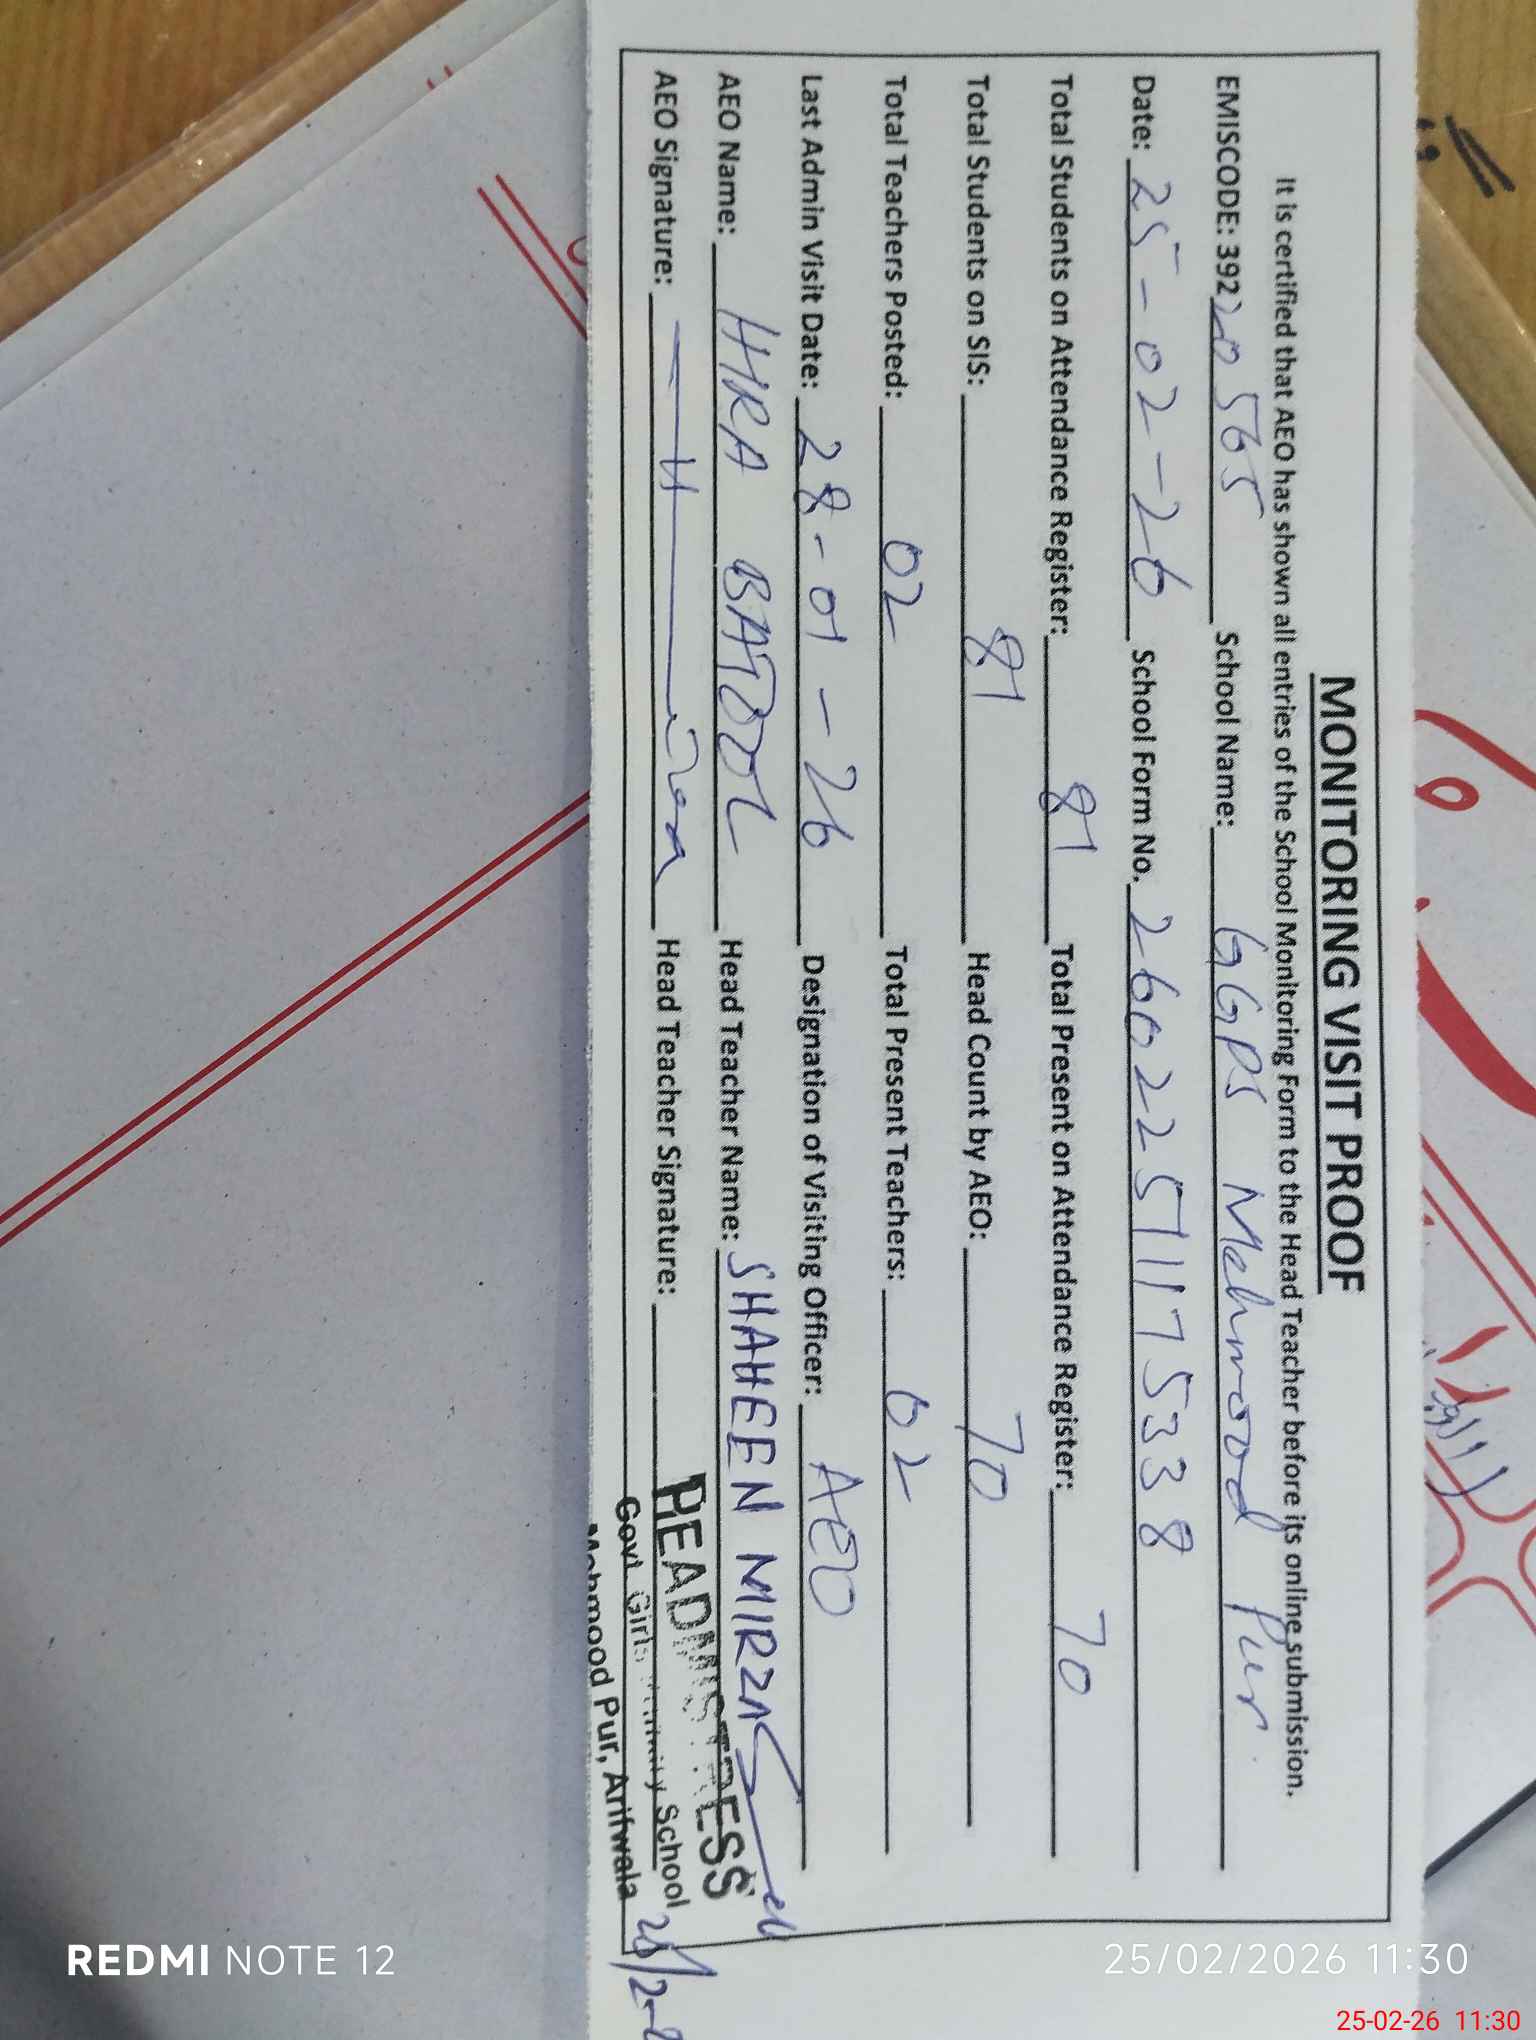 MONITORING VISIT PROOF
It is certified that AEO has shown all entries of the School Monitoring Form to the Head Teacher before its online submission.
EMISCODE: 39220565 School Name: GGPS Mehmood Pur.
Date: 25-02-26 School Form No. 2602251175338
Total Students on Attendance Register: 81 Total Present on Attendance Register: 70
Total Students on SIS: 81 Head Count by AEO: 70
Total Teachers Posted: 02 Total Present Teachers: 02
Last Admin Visit Date: 28-01-26 Designation of Visiting Officer: AEO
AEO Name: HIRA BATOOL Head Teacher Name: SHAHEEN MIRZA
AEO Signature: Head Teacher Signature:
HEADMISTRESS
Govt. Girls School
Mehmood Pur, Arifwala
REDMI NOTE 12
25/02/2026 11:30
25-02-26 11:30